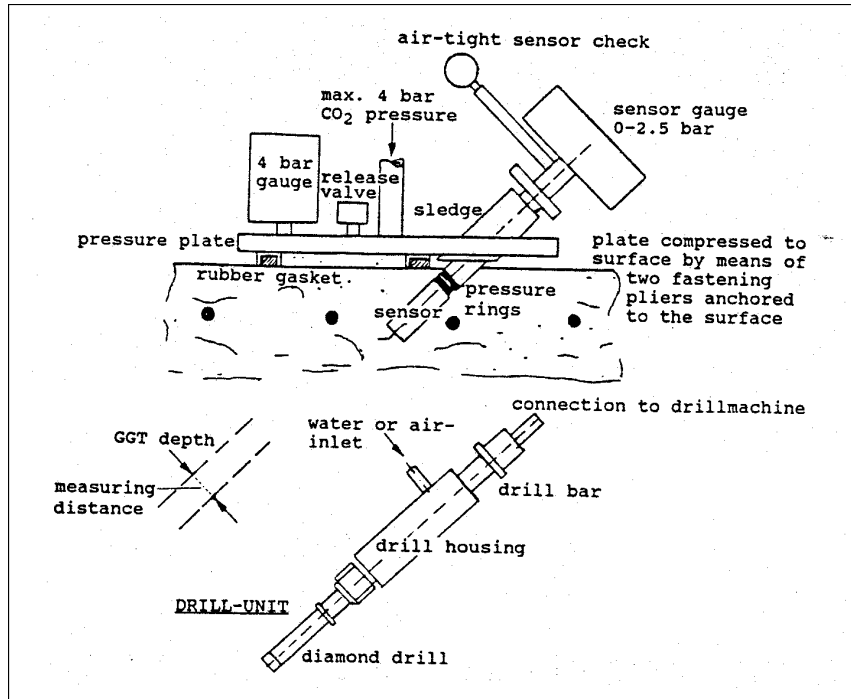 air-tight sensor check
max. 4 bar
CO₂ pressure
sensor gauge
0-2.5 bar
4 bar
gauge
release
valve
sledge
pressure plate
plate compressed to
surface by means of
two fastening
pliers anchored
to the surface
rubber gasket.
pressure
rings
sensor
connection to drillmachine
water or air-
inlet
GGT depth
measuring
distance
drill bar
drill housing
DRILL-UNIT
diamond drill